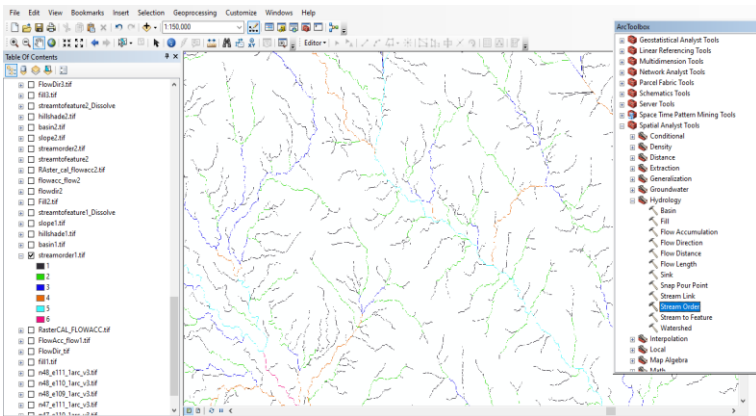 File Edit View Bookmarks Insert Selection Geoprocessing Customize Windows Help
1:150,000
Editor
Table Of Contents
FlowDir3.tif
fill3.tif
streamtofeature2_Dissolve
hillshade2.tif
basin2.tif
slope2.tif
streamorder2.tif
streamtofeature2
RAster_cal_flowacc2.tif
flowacc_flow2
flowdir2
Fill2.tif
streamtofeature1_Dissolve
slope1.tif
hillshade1.tif
basin1.tif
streamorder1.tif
1
2
3
4
5
6
RasterCAL_FLOWACC.tif
FlowAcc_flow1.tif
FlowDir_tif
fill1.tif
n48_e111_1arc_v3.tif
n48_e110_1arc_v3.tif
n48_e109_1arc_v3.tif
n47_e111_1arc_v3.tif
n47_e110_1arc_v3.tif
ArcToolbox
Geostatistical Analyst Tools
Linear Referencing Tools
Multidimension Tools
Network Analyst Tools
Parcel Fabric Tools
Schematics Tools
Server Tools
Space Time Pattern Mining Tools
Spatial Analyst Tools
Conditional
Density
Distance
Extraction
Generalization
Groundwater
Hydrology
Basin
Fill
Flow Accumulation
Flow Direction
Flow Distance
Flow Length
Sink
Snap Pour Point
Stream Link
Stream Order
Stream to Feature
Watershed
Interpolation
Local
Map Algebra
Math